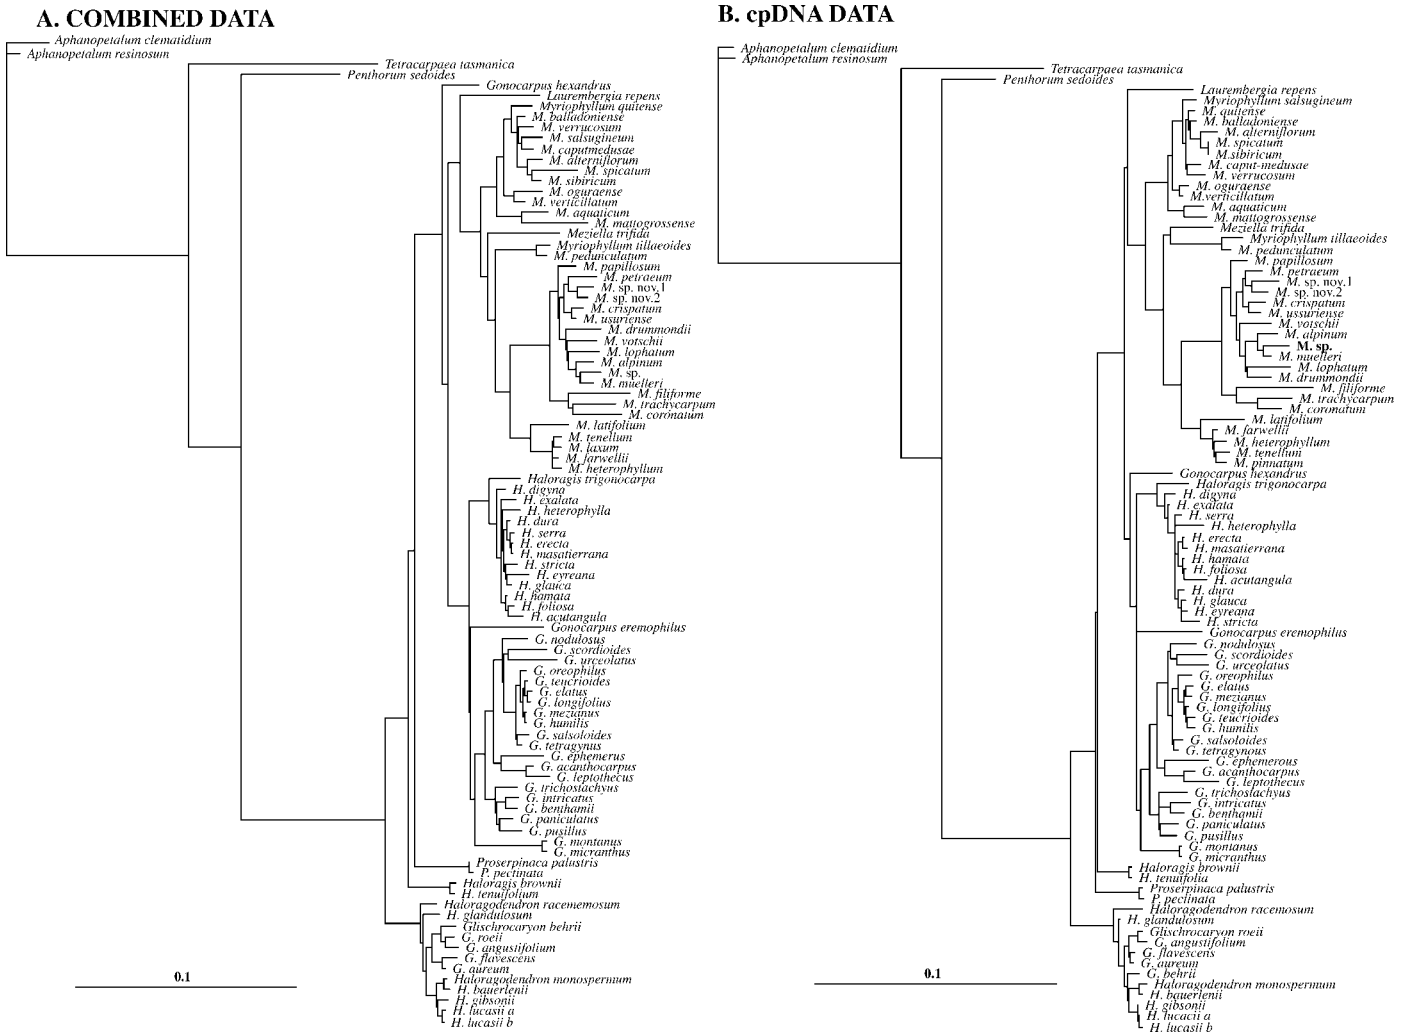 A. COMBINED DATA
Aphanopetalum clematidium
Aphanopetalum resinosum
Tetracarpaea tasmanica
Penthorum sedoides
Gonocarpus hexandrus
Laurembergia repens
Myriophyllum quitense
M. balladoniense
M. verrucosum
M. salsugineum
M. caputmedusae
M. alterniflorum
M. spicatum
M. sibiricum
M. oguraense
M. verticillatum
M. aquaticum
M. mattogrossense
Meziella trifida
Myriophyllum tillaeoides
M. pedunculatum
M. papillosum
M. petraeum
M. sp. nov.1
M. sp. nov.2
M. crispatum
M. usuriense
M. drummondii
M. votschii
M. lophatum
M. alpinum
M. sp.
M. muelleri
M. filiforme
M. trachycarpum
M. coronatum
M. latifolium
M. tenellum
M. laxum
M. farwellii
M. heterophyllum
Haloragis trigonocarpa
H. digyna
H. exalata
H. heterophylla
H. dura
H. serra
H. erecta
H. masatierrana
H. stricta
H. eyreana
H. glauca
H. hamata
H. foliosa
H. acutangula
Gonocarpus eremophilus
G. nodulosus
G. scordioides
G. urceolatus
G. oreophilus
G. teucrioides
G. elatus
G. longifolius
G. mezianus
G. humilis
G. salsoloides
G. tetragynus
G. ephemerus
G. acanthocarpus
G. leptothecus
G. trichostachyus
G. intricatus
G. benthamii
G. paniculatus
G. pusillus
G. montanus
G. micranthus
Proserpinaca palustris
P. pectinata
Haloragis brownii
H. tenuifolium
Haloragodendron racememosum
H. glandulosum
Glischrocaryon behrii
G. roeii
G. angustifolium
G. flavescens
G. aureum
Haloragodendron monospermum
H. bauerlenii
H. gibsonii
H. lucasii a
H. lucasii b
0.1
B. cpDNA DATA
Aphanopetalum clematidium
Aphanopetalum resinosum
Tetracarpaea tasmanica
Penthorum sedoides
Laurembergia repens
Myriophyllum salsugineum
M. quitense
M. balladoniense
M. alterniflorum
M. spicatum
M.sibiricum
M. caput-medusae
M. verrucosum
M. oguraense
M.verticillatum
M. aquaticum
M. mattogrossense
Meziella trifida
Myriophyllum tillaeoides
M. pedunculatum
M. papillosum
M. petraeum
M. sp. nov.1
M. sp. nov.2
M. crispatum
M. ussuriense
M. votschii
M. alpinum
M. sp.
M. muelleri
M. lophatum
M. drummondii
M. filiforme
M. trachycarpum
M. coronatum
M. latifolium
M. farwellii
M. heterophyllum
M. tenellum
M. pinnatum
Gonocarpus hexandrus
Haloragis trigonocarpa
H. digyna
H. exalata
H. serra
H. heterophylla
H. erecta
H. masatierrana
H. hamata
H. foliosa
H. acutangula
H. dura
H. glauca
H. eyreana
H. stricta
Gonocarpus eremophilus
G. nodulosus
G. scordioides
G. urceolatus
G. oreophilus
G. elatus
G. mezianus
G. longifolius
G. teucrioides
G. humilis
G. salsoloides
G. tetragynous
G. ephemerous
G. acanthocarpus
G. leptothecus
G. trichostachyus
G. intricatus
G. benthamii
G. paniculatus
G. pusillus
G. montanus
G. micranthus
Haloragis brownii
H. tenuifolia
Proserpinaca palustris
P. pectinata
Haloragodendron racemosum
H. glandulosum
Glischrocaryon roeii
G. angustifolium
G. flavescens
G. aureum
G. behrii
Haloragodendron monospermum
H. bauerlenii
H. gibsonii
H. lucacii a
H. lucasii b
0.1